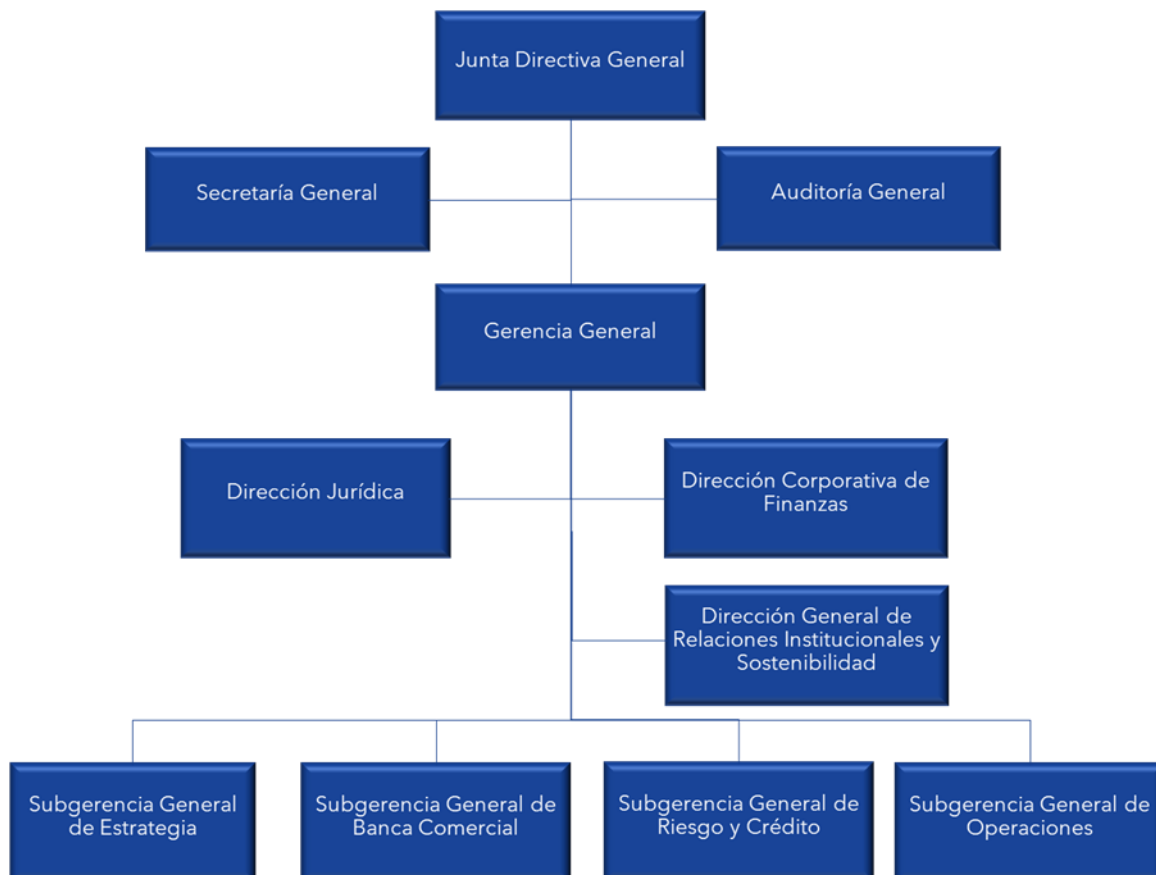 Junta Directiva General
Secretaría General
Auditoría General
Gerencia General
Dirección Jurídica
Dirección Corporativa de
Finanzas
Dirección General de
Relaciones Institucionales y
Sostenibilidad
Subgerencia General
de Estrategia
Subgerencia General de
Banca Comercial
Subgerencia General de
Riesgo y Crédito
Subgerencia General de
Operaciones